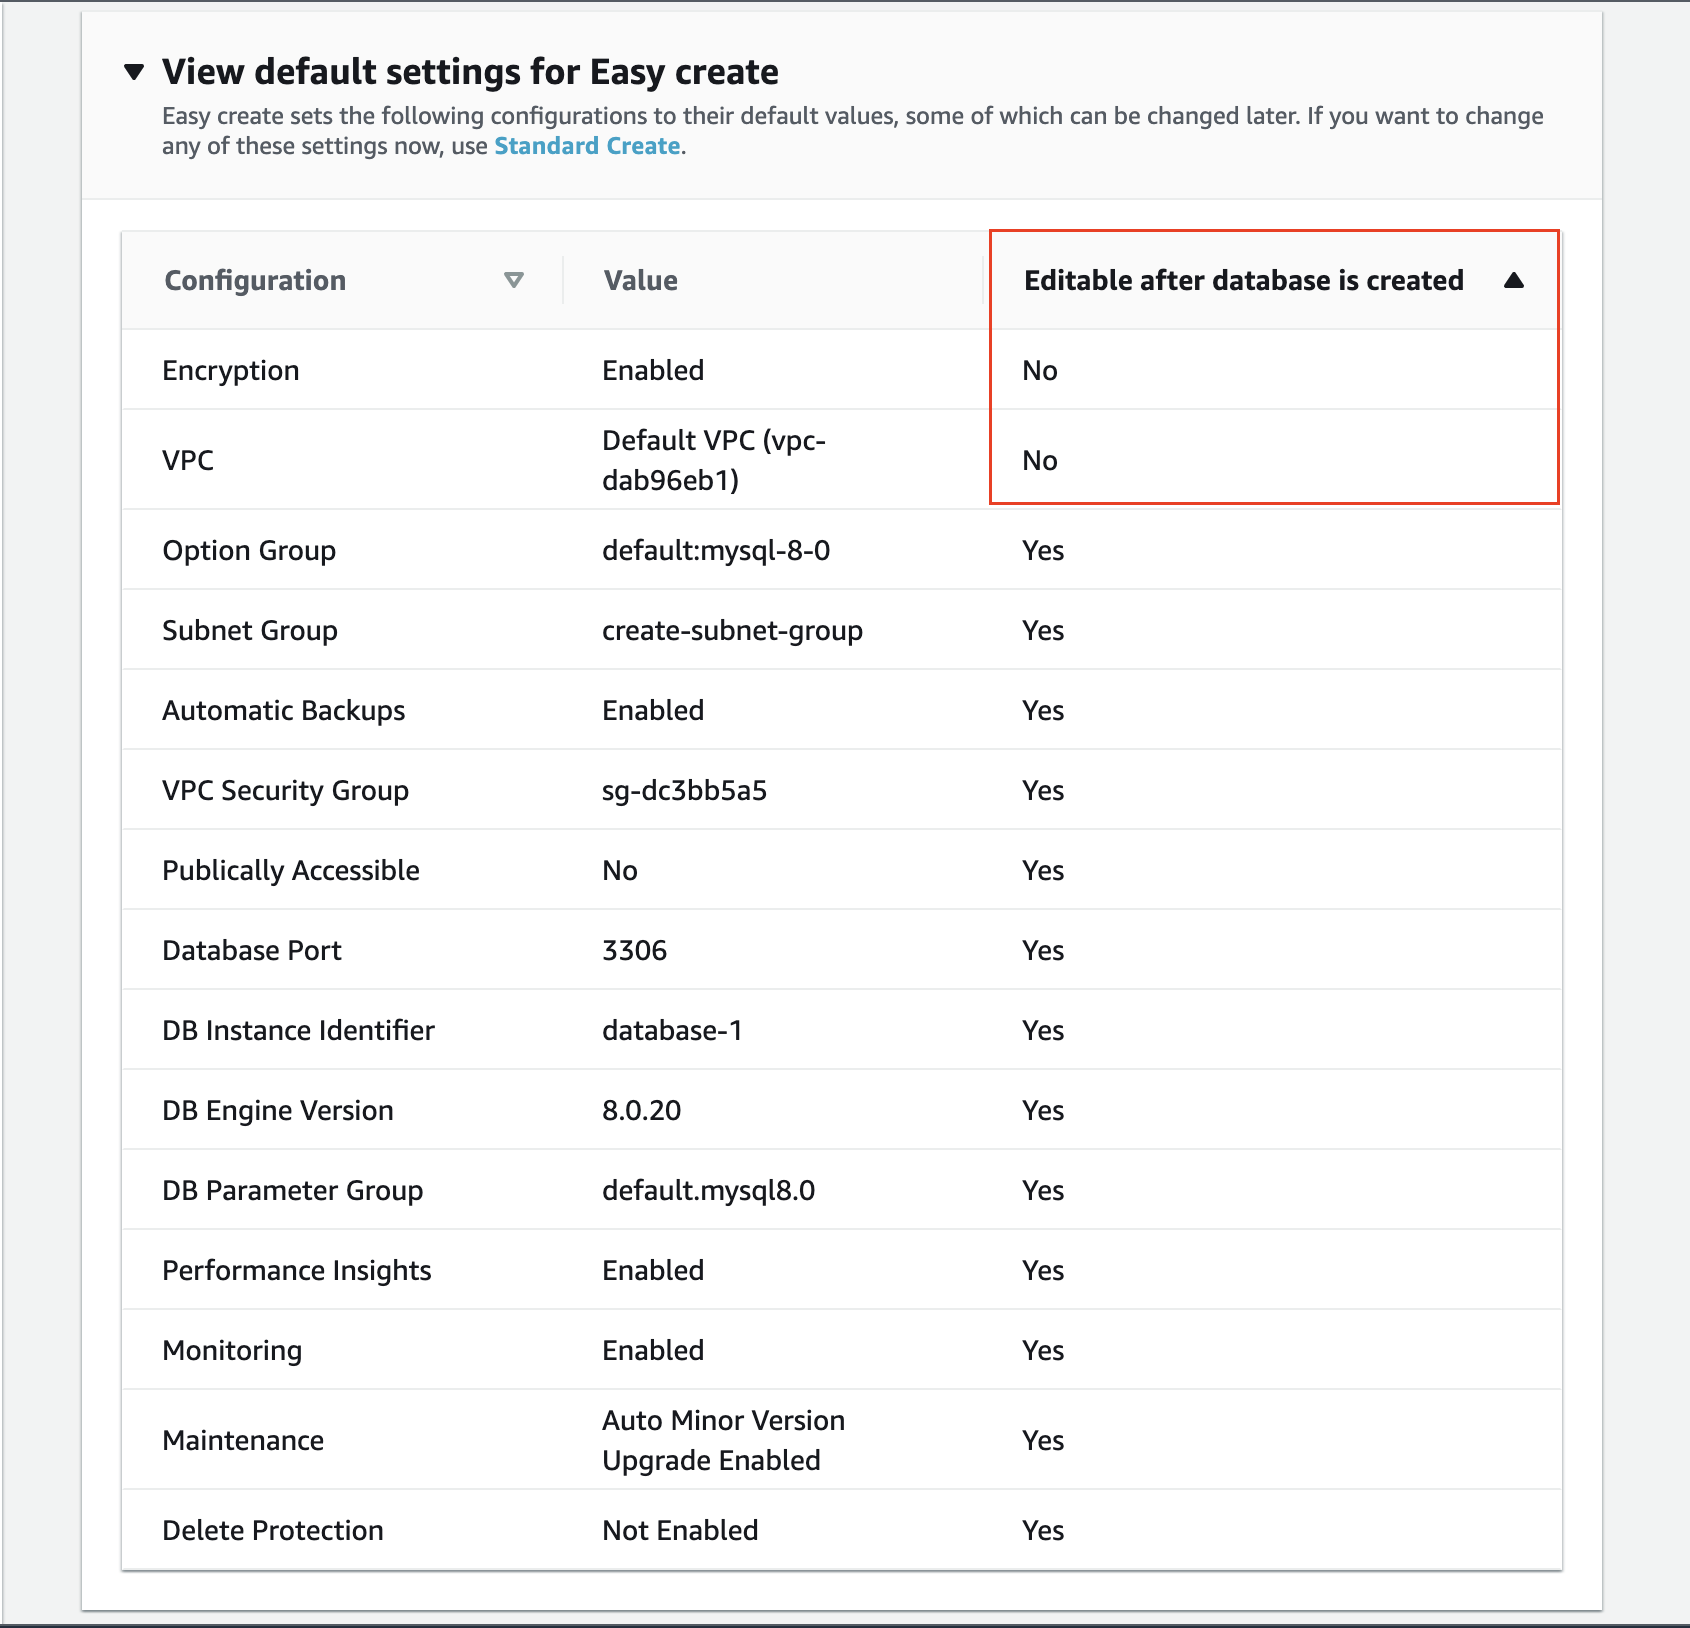 View default settings for Easy create
Easy create sets the following configurations to their default values, some of which can be changed later. If you want to change
any of these settings now, use Standard Create.
Configuration Value Editable after database is created
Encryption Enabled No
VPC Default VPC (vpc-
dab96eb1) No
Option Group default:mysql-8-0 Yes
Subnet Group create-subnet-group Yes
Automatic Backups Enabled Yes
VPC Security Group sg-dc3bb5a5 Yes
Publically Accessible No Yes
Database Port 3306 Yes
DB Instance Identifier database-1 Yes
DB Engine Version 8.0.20 Yes
DB Parameter Group default.mysql8.0 Yes
Performance Insights Enabled Yes
Monitoring Enabled Yes
Maintenance Auto Minor Version
Upgrade Enabled Yes
Delete Protection Not Enabled Yes